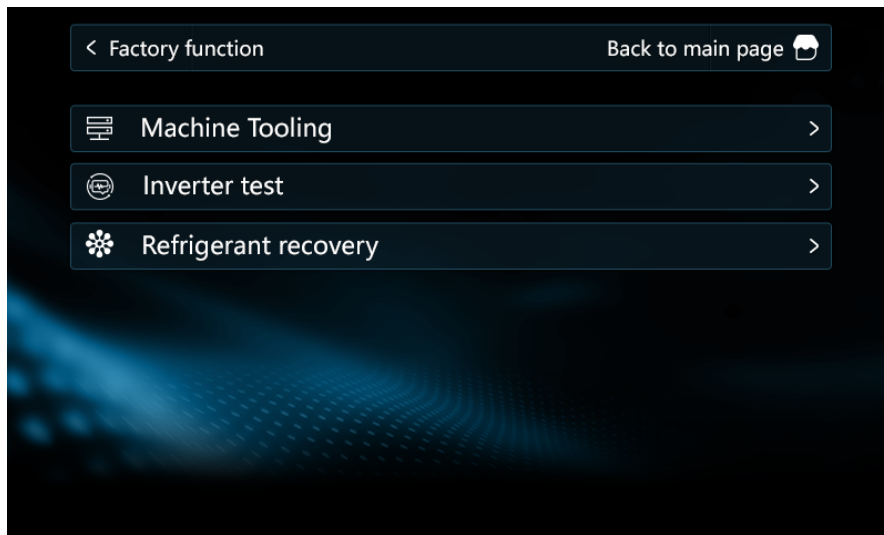 < Factory function
Back to main page
Machine Tooling
Inverter test
Refrigerant recovery